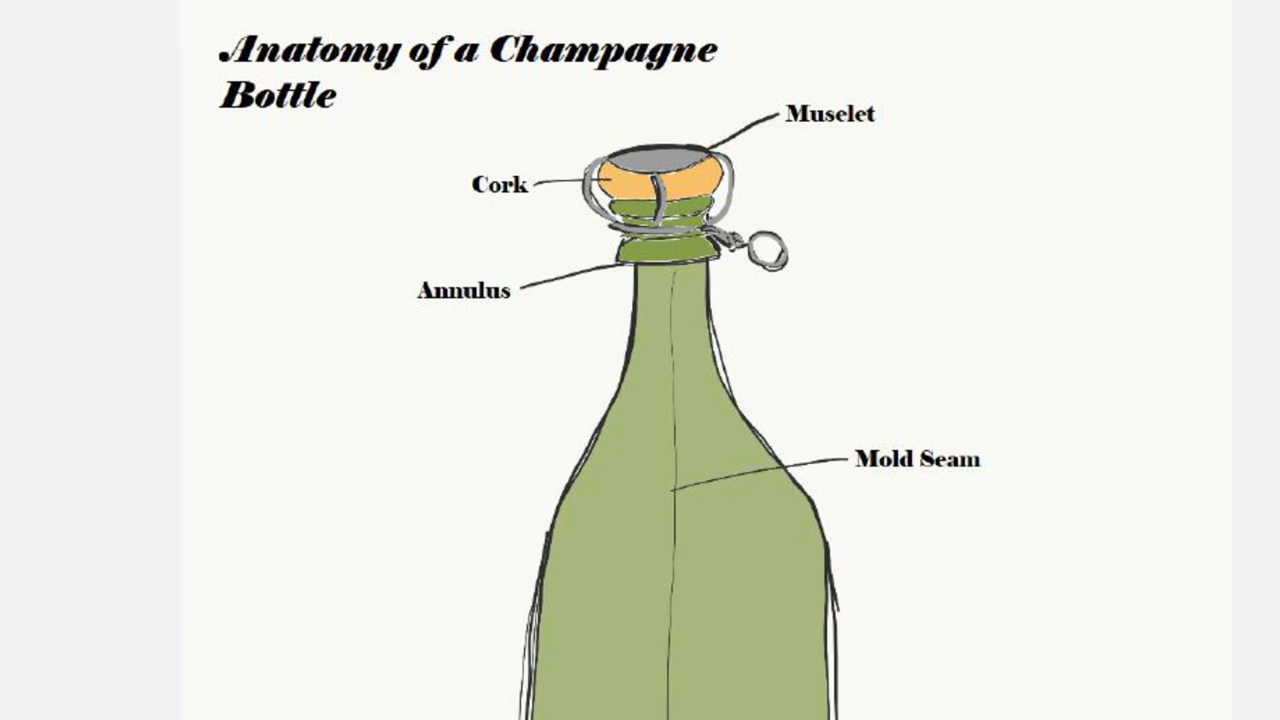 Anatomy of a Champagne
Bottle
Muselet
Cork
Annulus
Mold Seam